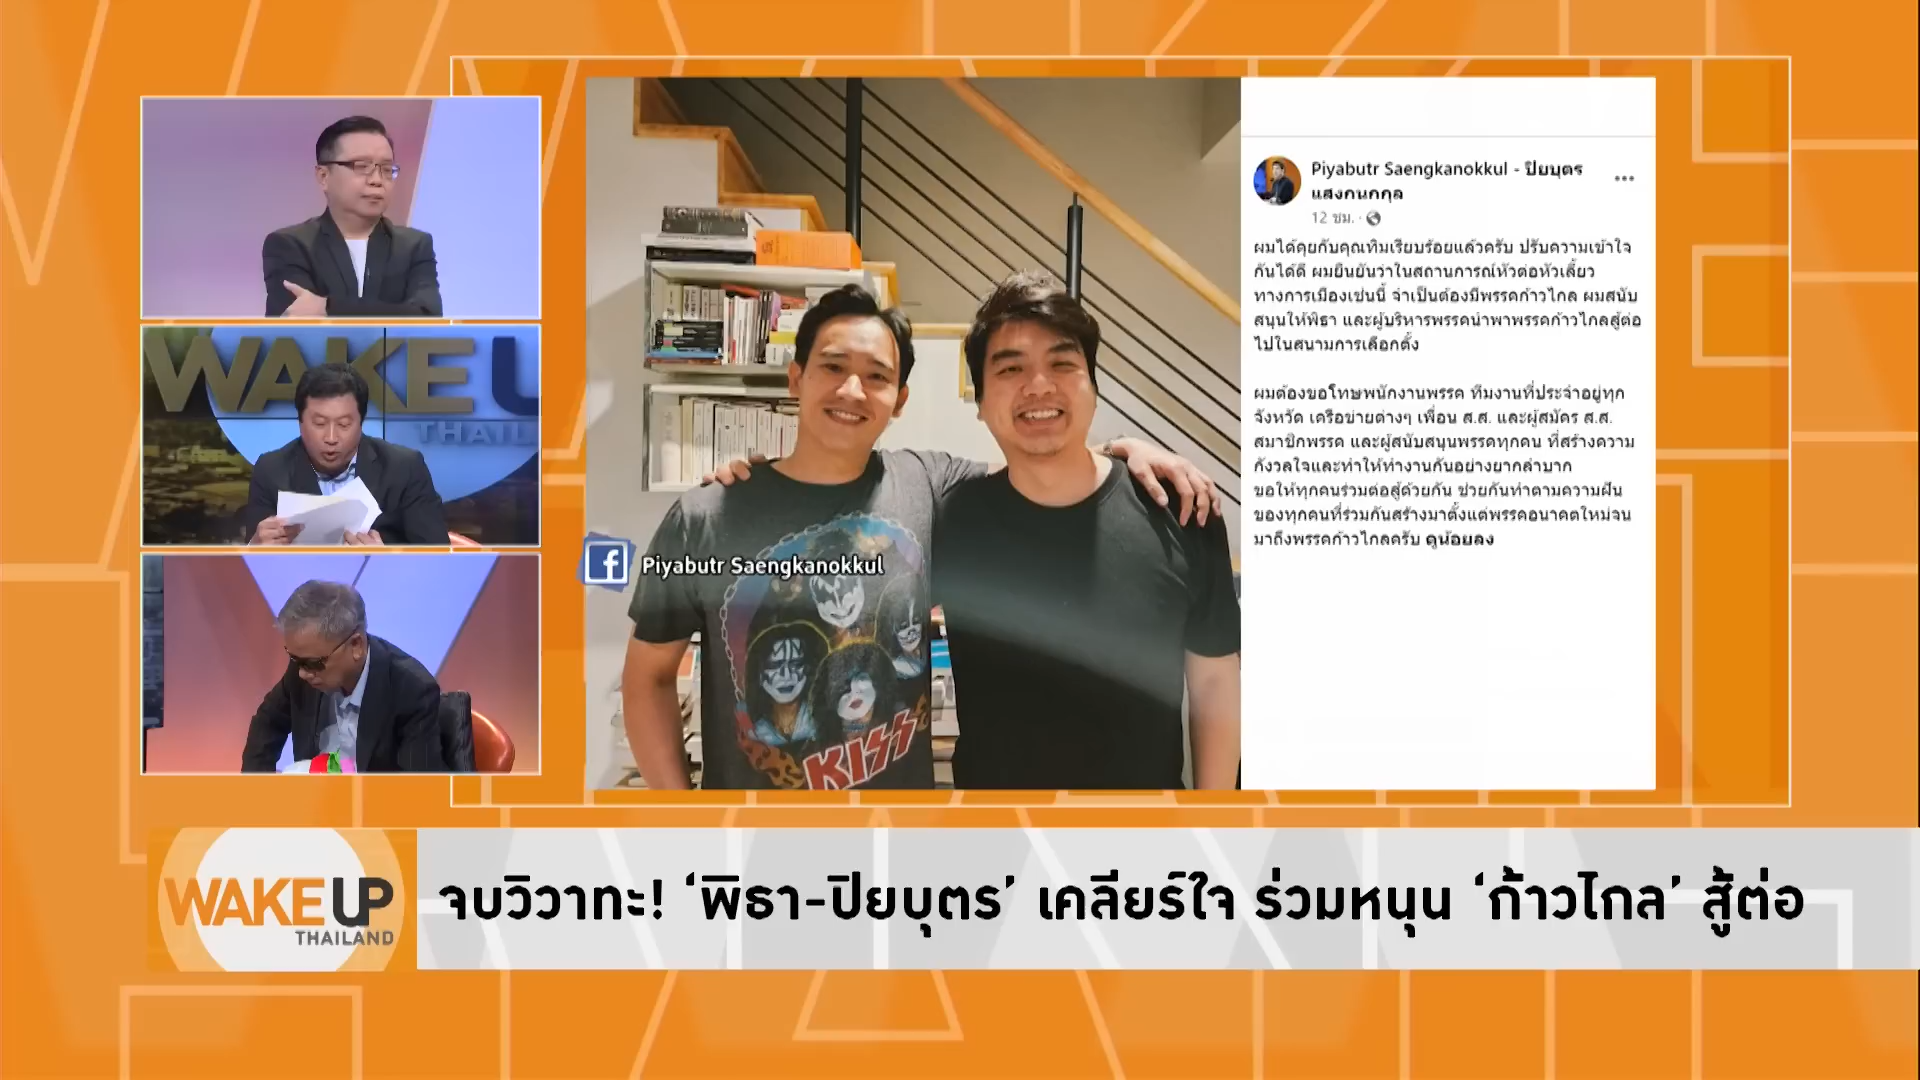 WAKE UP
THAIL
Piyabutr Saengkanokkul
KISS
Piyabutr Saengkanokkul - ปิยบุตร
แสงกนกกุล
12 ชม. ·
ผมได้คุยกับคุณทิมเรียบร้อยแล้วครับ ปรับความเข้าใจ
กันได้ดี ผมยืนยันว่าในสถานการณ์หัวต่อหัวเลี้ยว
ทางการเมืองเช่นนี้ จำเป็นต้องมีพรรคก้าวไกล ผมสนับ
สนุนให้พิธา และผู้บริหารพรรคนำพาพรรคก้าวไกลสู้ต่อ
ไปในสนามการเลือกตั้ง
ผมต้องขอโทษพนักงานพรรค ทีมงานที่ประจำอยู่ทุก
จังหวัด เครือข่ายต่างๆ เพื่อน ส.ส. และผู้สมัคร ส.ส.
สมาชิกพรรค และผู้สนับสนุนพรรคทุกคน ที่สร้างความ
กังวลใจและทำให้ทำงานกันอย่างยากลำบาก
ขอให้ทุกคนร่วมต่อสู้ด้วยกัน ช่วยกันทำตามความฝัน
ของทุกคนที่ร่วมกันสร้างมาตั้งแต่พรรคอนาคตใหม่จน
มาถึงพรรคก้าวไกลครับ ดูน้อยลง
WAKE UP
THAILAND
จบวิวาทะ! ‘พิธา-ปิยบุตร’ เคลียร์ใจ ร่วมหนุน ‘ก้าวไกล’ สู้ต่อ